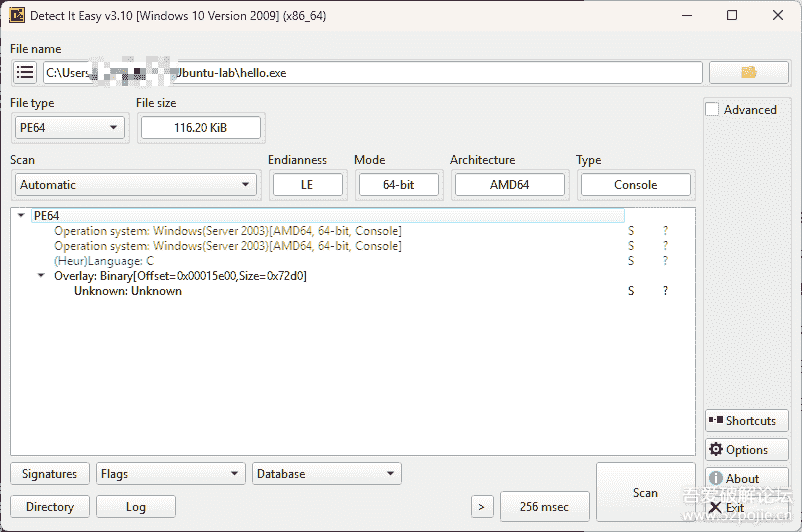 Detect It Easy v3.10 [Windows 10 Version 2009] (x86_64)
File name
C:\Users
Ubuntu-lab\hello.exe
File type
File size
PE64
116.20 KiB
Advanced
Scan
Endianness
Mode
Architecture
Type
Automatic
LE
64-bit
AMD64
Console
PE64
Operation system: Windows(Server 2003)[AMD64, 64-bit, Console] S ?
Operation system: Windows(Server 2003)[AMD64, 64-bit, Console] S ?
(Heur)Language: C S ?
Overlay: Binary[Offset=0x00015e00,Size=0x72d0]
Unknown: Unknown S ?
Shortcuts
Options
About
Exit
Signatures
Flags
Database
Scan
Directory
Log
>
256 msec
吾爱破解论坛
www.52pojie.cn